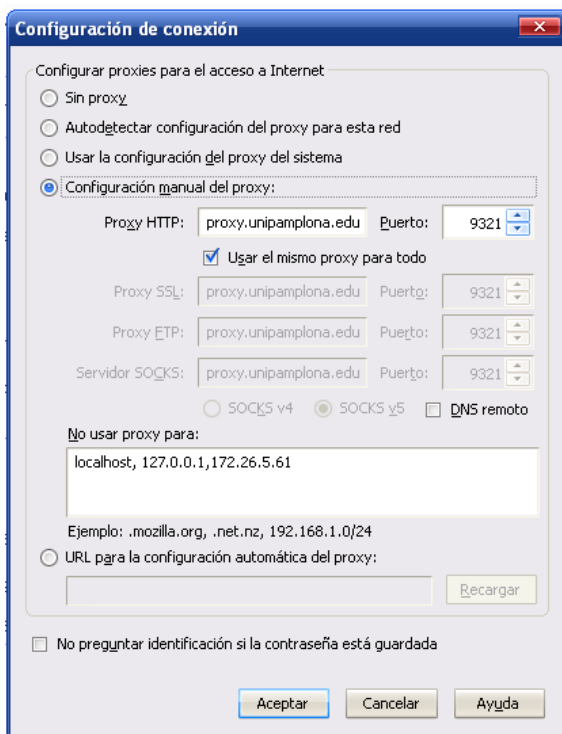 Configuración de conexión
Configurar proxies para el acceso a Internet
Sin proxy
Autodetectar configuración del proxy para esta red
Usar la configuración del proxy del sistema
Configuración manual del proxy:
Proxy HTTP: proxy.unipamplona.edu Puerto: 9321
Usar el mismo proxy para todo
Proxy SSL: proxy.unipamplona.edu Puerto: 9321
Proxy FTP: proxy.unipamplona.edu Puerto: 9321
Servidor SOCKS: proxy.unipamplona.edu Puerto: 9321
SOCKS v4 SOCKS v5 DNS remoto
No usar proxy para:
localhost, 127.0.0.1,172.26.5.61
Ejemplo: .mozilla.org, .net.nz, 192.168.1.0/24
URL para la configuración automática del proxy:
Recargar
No preguntar identificación si la contraseña está guardada
Aceptar Cancelar Ayuda